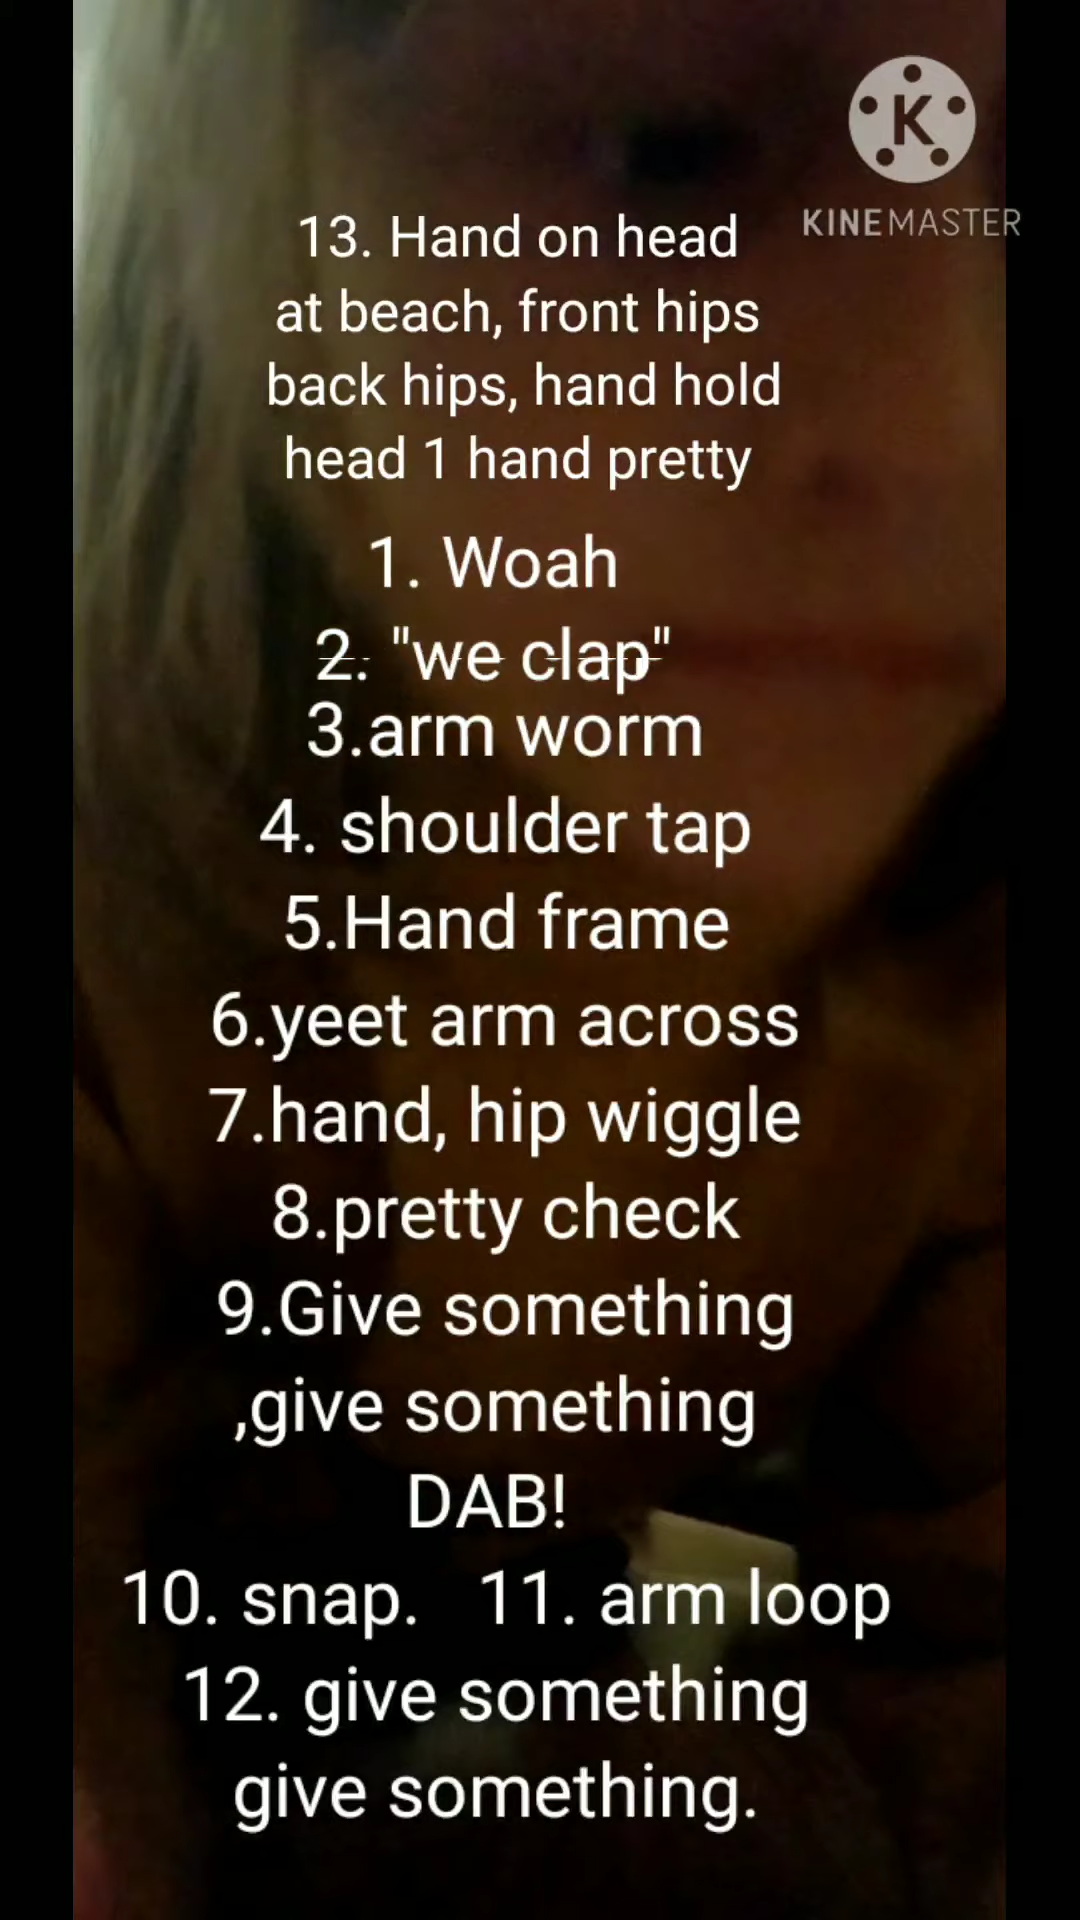 K
KINEMASTER
13. Hand on head
at beach, front hips
back hips, hand hold
head 1 hand pretty
1. Woah
2. "we clap"
3.arm worm
4. shoulder tap
5.Hand frame
6.yeet arm across
7.hand, hip wiggle
8.pretty check
9.Give something
,give something
DAB!
10. snap.   11. arm loop
12. give something
give something.